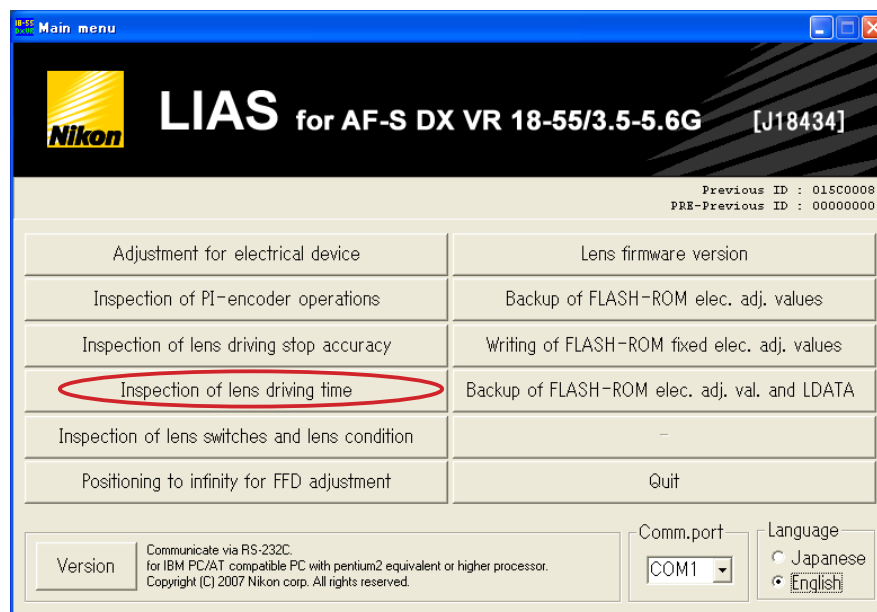 18-55
DxVR
Main menu
Nikon
LIAS for AF-S DX VR 18-55/3.5-5.6G [J18434]
Previous ID : 015C0008
PRE-Previous ID : 00000000
Adjustment for electrical device
Lens firmware version
Inspection of PI-encoder operations
Backup of FLASH-ROM elec. adj. values
Inspection of lens driving stop accuracy
Writing of FLASH-ROM fixed elec. adj. values
Inspection of lens driving time
Backup of FLASH-ROM elec. adj. val. and LDATA
Inspection of lens switches and lens condition
-
Positioning to infinity for FFD adjustment
Quit
Version
Communicate via RS-232C.
for IBM PC/AT compatible PC with pentium2 equivalent or higher processor.
Copyright (C) 2007 Nikon corp. All rights reserved.
Comm.port
COM1
Language
Japanese
English